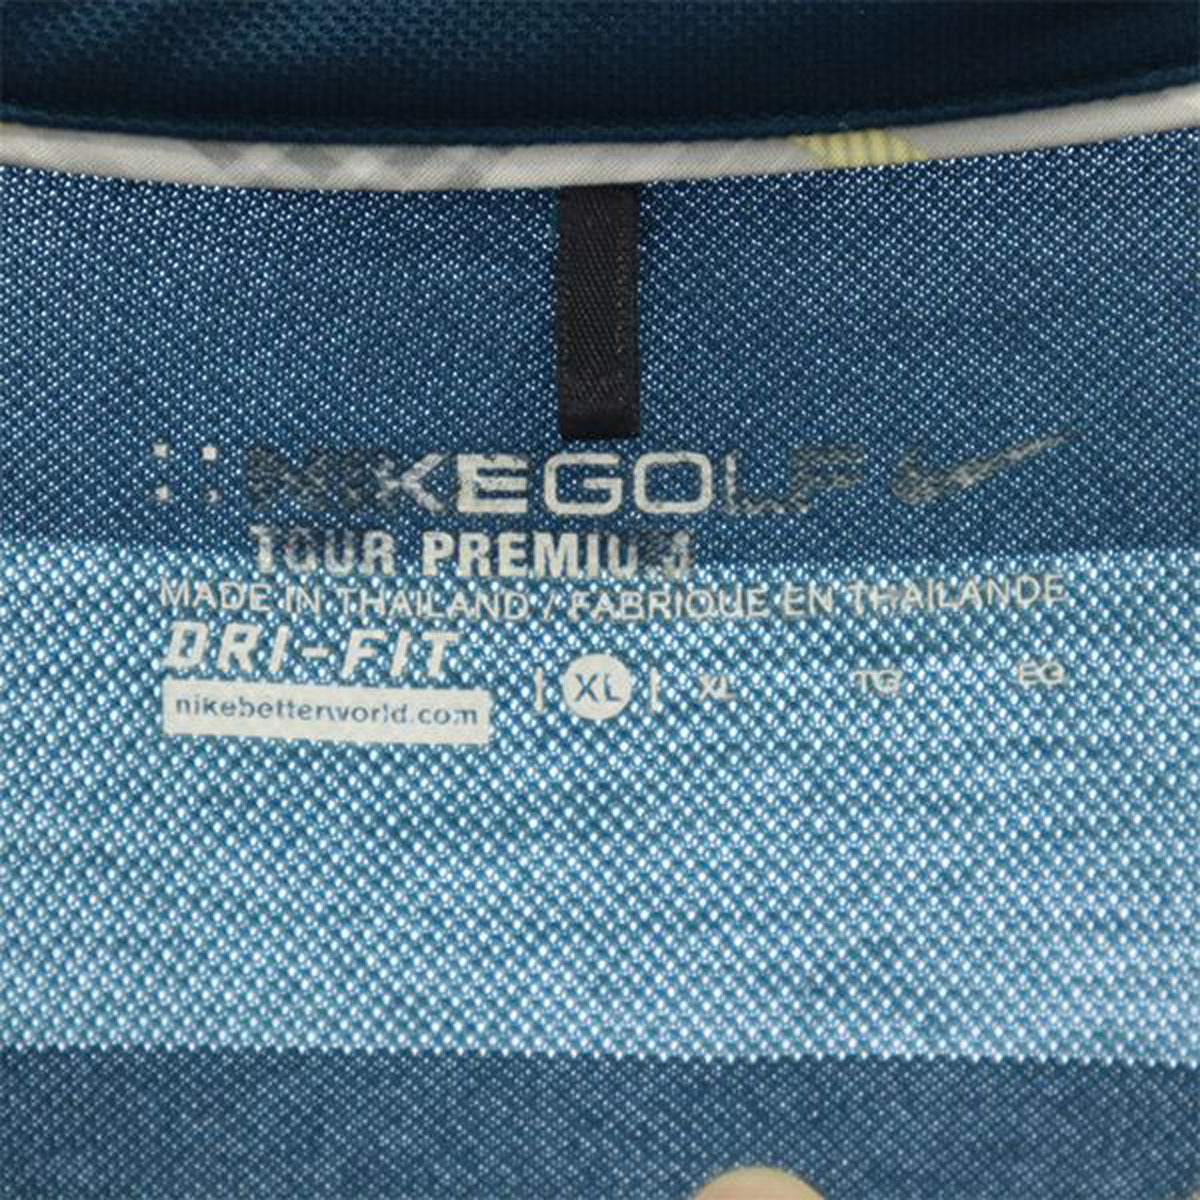 NIKEGOLF
TOUR PREMIUM
MADE IN THAILAND / FABRIQUE EN THAILANDE
DRI-FIT
nikebetterworld.com
XL XL TG EG